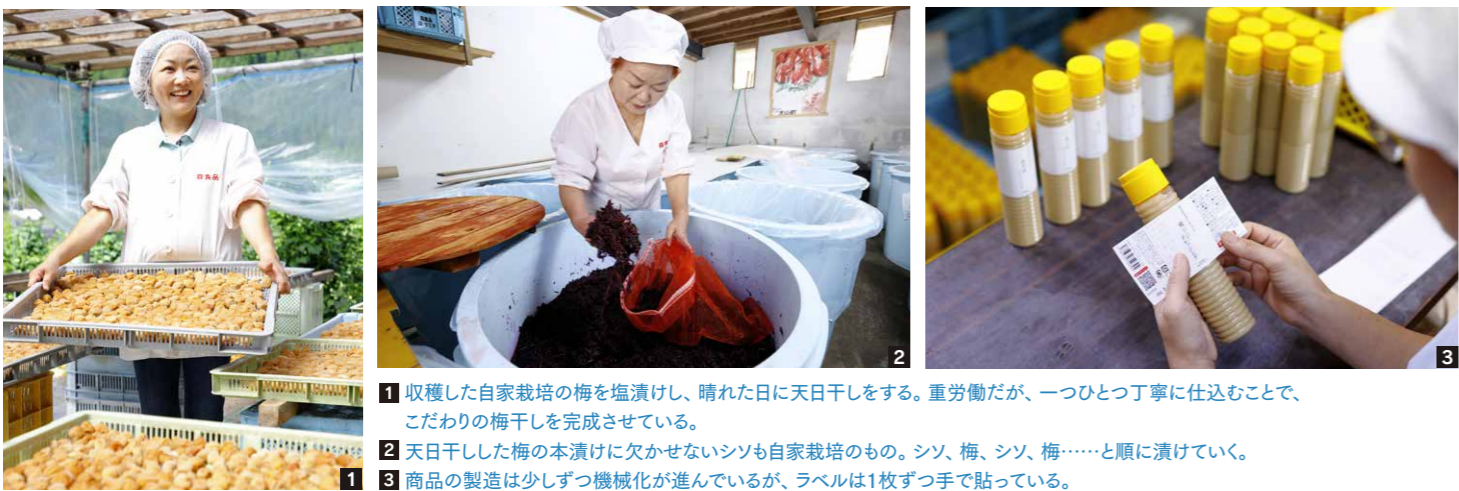 1
2
3
1 収穫した自家栽培の梅を塩漬けし、晴れた日に天日干しをする。重労働だが、一つひとつ丁寧に仕込むことで、
こだわりの梅干しを完成させている。
2 天日干しした梅の本漬けに欠かせないシソも自家栽培のもの。シソ、梅、シソ、梅……と順に漬けていく。
3 商品の製造は少しずつ機械化が進んでいるが、ラベルは1枚ずつ手で貼っている。